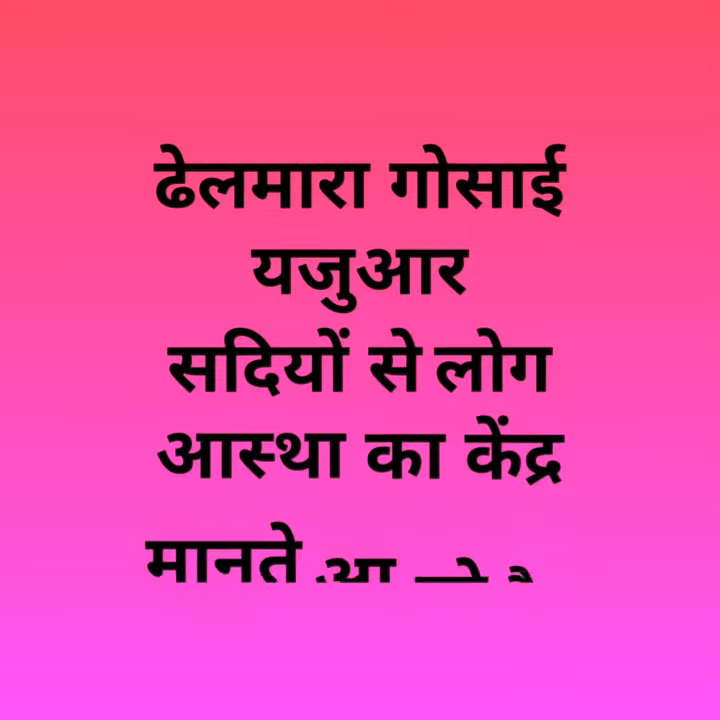 ढेलमारा गोसाई
यजुआर
सदियों से लोग
आस्था का केंद्र
मानते आ